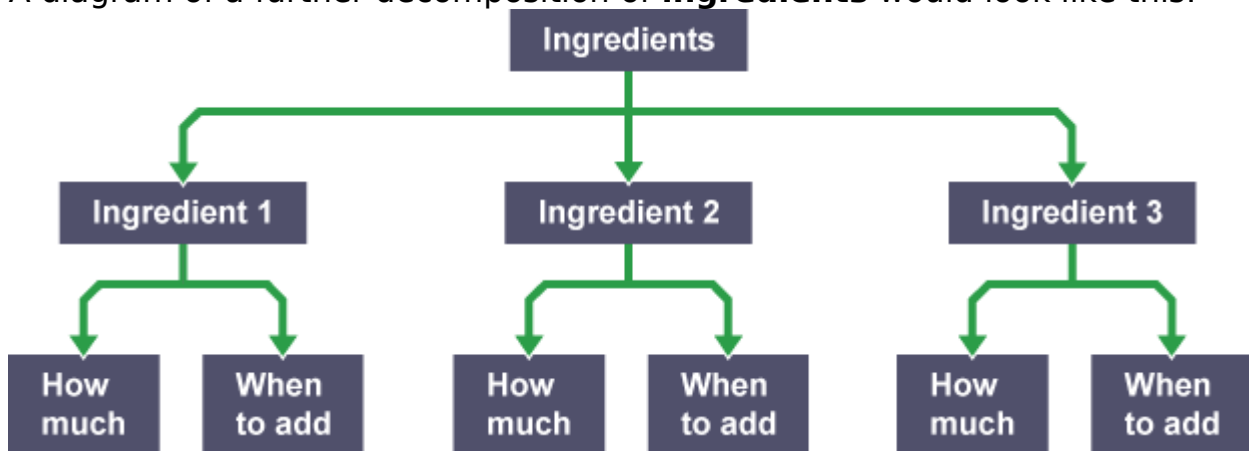 A diagram of a further decomposition of ingredients would look like this:
Ingredients
Ingredient 1
Ingredient 2
Ingredient 3
How
much
When
to add
How
much
When
to add
How
much
When
to add